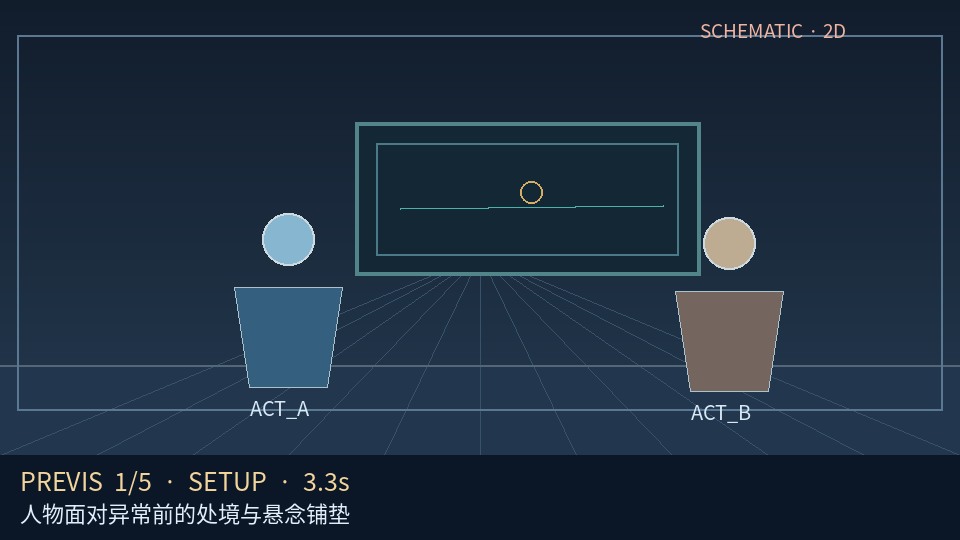 SCHEMATIC · 2D
ACT_A
ACT_B
PREVIS 1/5 · SETUP · 3.3s
人物面对异常前的处境与悬念铺垫